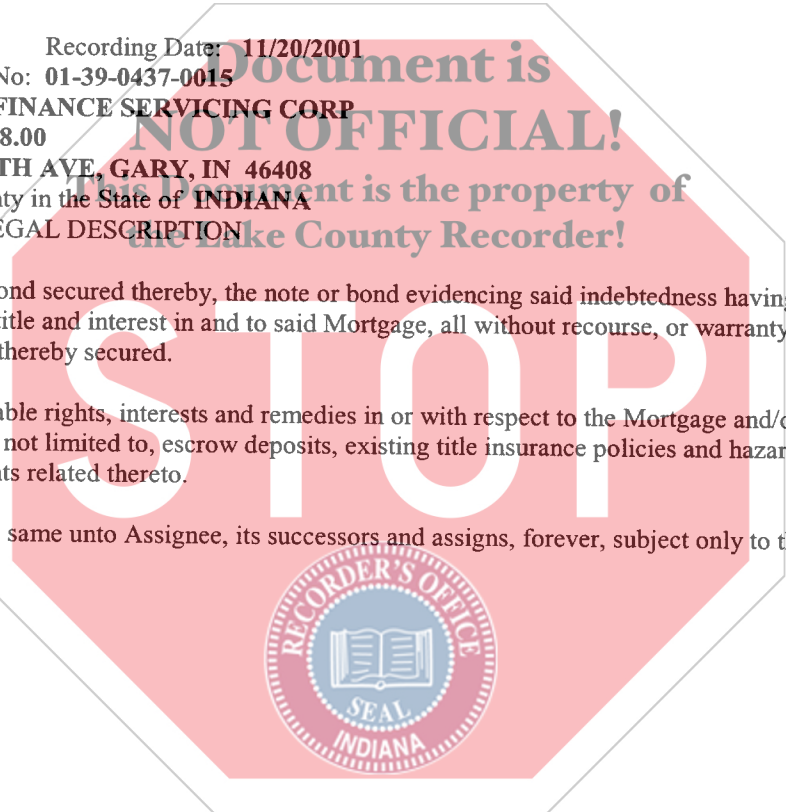 Recording Date: 11/20/2001
No: 01-39-0437-0015
FINANCE SERVICING CORP
8.00
TH AVE, GARY, IN 46408
ty in the State of INDIANA
EGAL DESCRIPTION
Document is
NOT OFFICIAL!
This Document is the property of
the Lake County Recorder!
ond secured thereby, the note or bond evidencing said indebtedness having
title and interest in and to said Mortgage, all without recourse, or warranty
thereby secured.
able rights, interests and remedies in or with respect to the Mortgage and/o
not limited to, escrow deposits, existing title insurance policies and hazar
ts related thereto.
same unto Assignee, its successors and assigns, forever, subject only to t
STOP
RECORDER'S OFFICE
SEAL
INDIANA